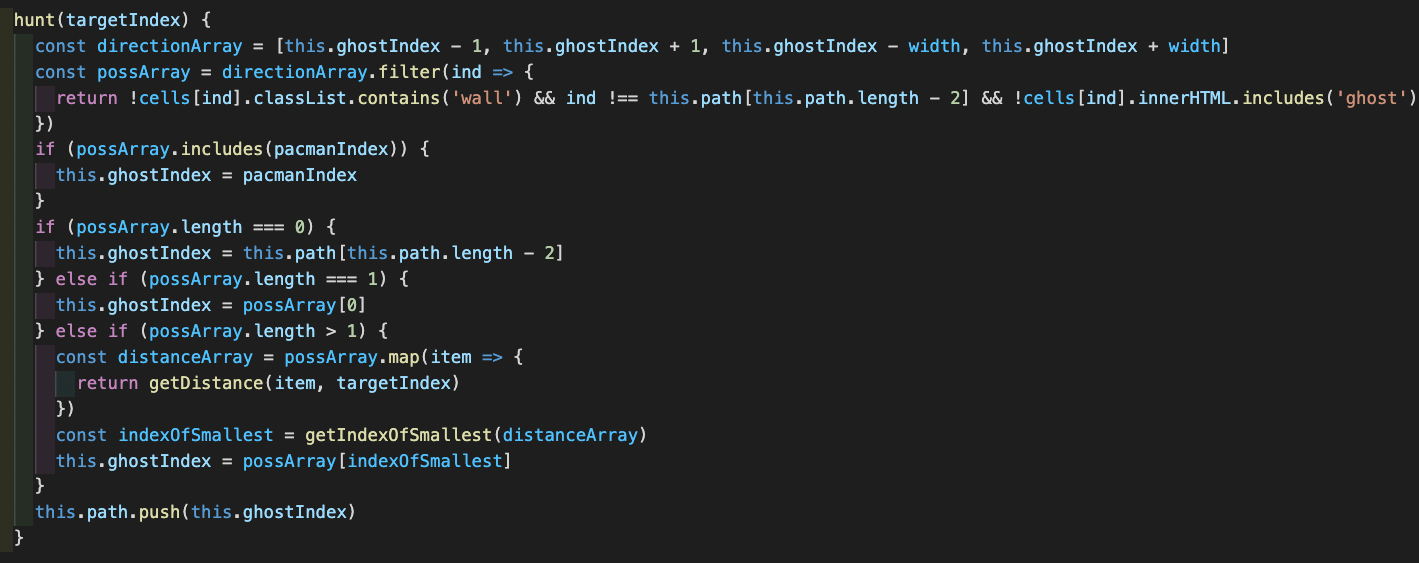 hunt(targetIndex) {
const directionArray = [this.ghostIndex - 1, this.ghostIndex + 1, this.ghostIndex - width, this.ghostIndex + width]
const possArray = directionArray.filter(ind => {
return !cells[ind].classList.contains('wall') && ind !== this.path[this.path.length - 2] && !cells[ind].innerHTML.includes('ghost')
})
if (possArray.includes(pacmanIndex)) {
this.ghostIndex = pacmanIndex
}
if (possArray.length === 0) {
this.ghostIndex = this.path[this.path.length - 2]
} else if (possArray.length === 1) {
this.ghostIndex = possArray[0]
} else if (possArray.length > 1) {
const distanceArray = possArray.map(item => {
return getDistance(item, targetIndex)
})
const indexOfSmallest = getIndexOfSmallest(distanceArray)
this.ghostIndex = possArray[indexOfSmallest]
}
this.path.push(this.ghostIndex)
}